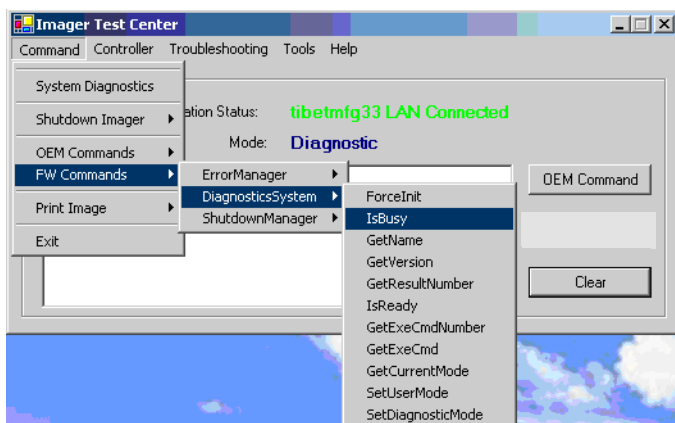 Imager Test Center
Command Controller Troubleshooting Tools Help
System Diagnostics
ation Status: tibetmfg33 LAN Connected
Shutdown Imager
Mode: Diagnostic
OEM Commands
FW Commands
ErrorManager
OEM Command
DiagnosticsSystem
ForceInit
Print Image
ShutdownManager
IsBusy
Exit
GetName
GetVersion
GetResultNumber
Clear
IsReady
GetExeCmdNumber
GetExeCmd
GetCurrentMode
SetUserMode
SetDiagnosticMode